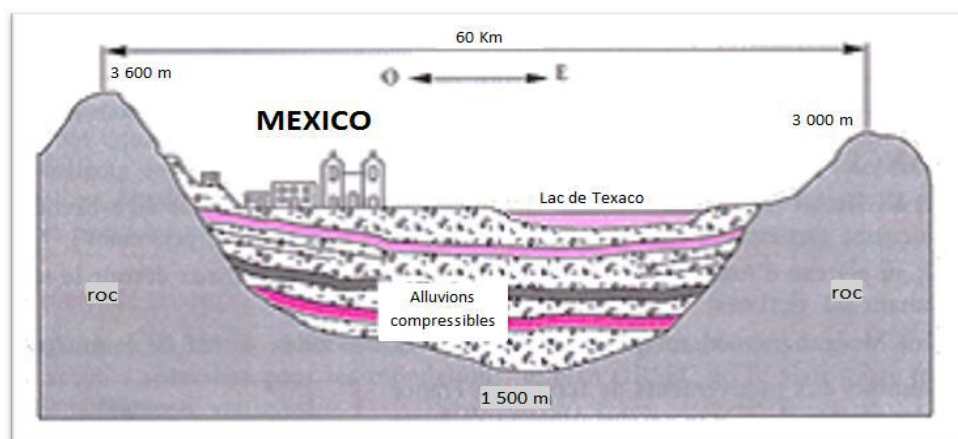 60 Km
3 600 m
O E
MEXICO
3 000 m
Lac de Texaco
roc
Alluvions
compressibles
roc
1 500 m